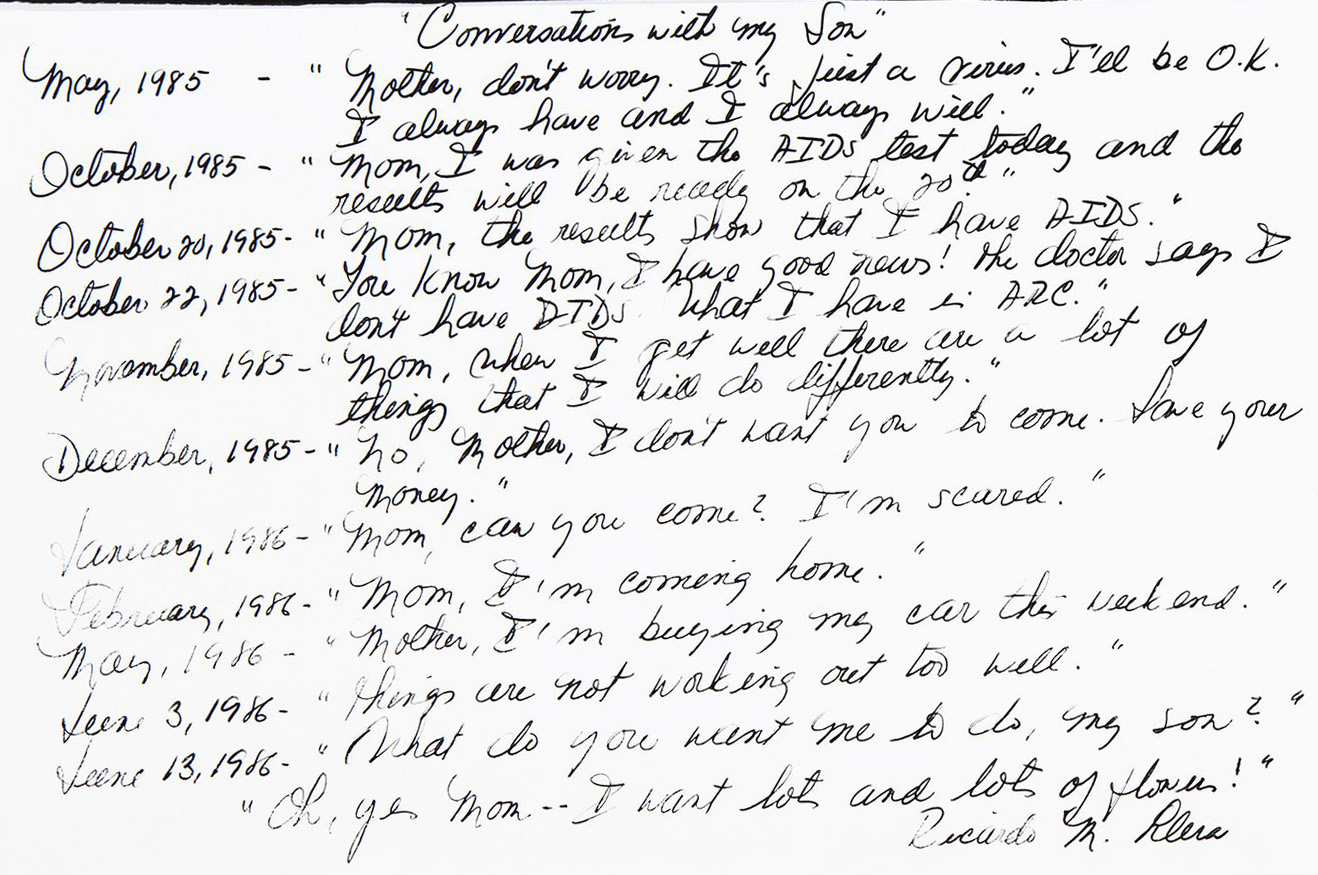 "Conversations with my Son"
May, 1985 - "Mother, don't worry. It's just a virus. I'll be O.K.
I always have and I always will."
October, 1985 - "Mom, I was given the AIDS test today and the
results will be ready on the 20th."
October 20, 1985 - "Mom, the results show that I have AIDS."
October 22, 1985 - "You know Mom, I have good news! The doctor says I
don't have AIDS. What I have is ARC."
November, 1985 - "Mom, when I get well there are a lot of
things that I will do differently."
December, 1985 - "No, Mother, I don't want you to come. Save your
money."
January, 1986 - "Mom, can you come? I'm scared."
February, 1986 - "Mom, I'm coming home."
May, 1986 - "Mother, I'm buying my car this weekend."
June 3, 1986 - "Things are not working out too well."
June 13, 1986 - "What do you want me to do, my son?"
"Oh, yes Mom -- I want lots and lots of flowers!"
Ricardo M.